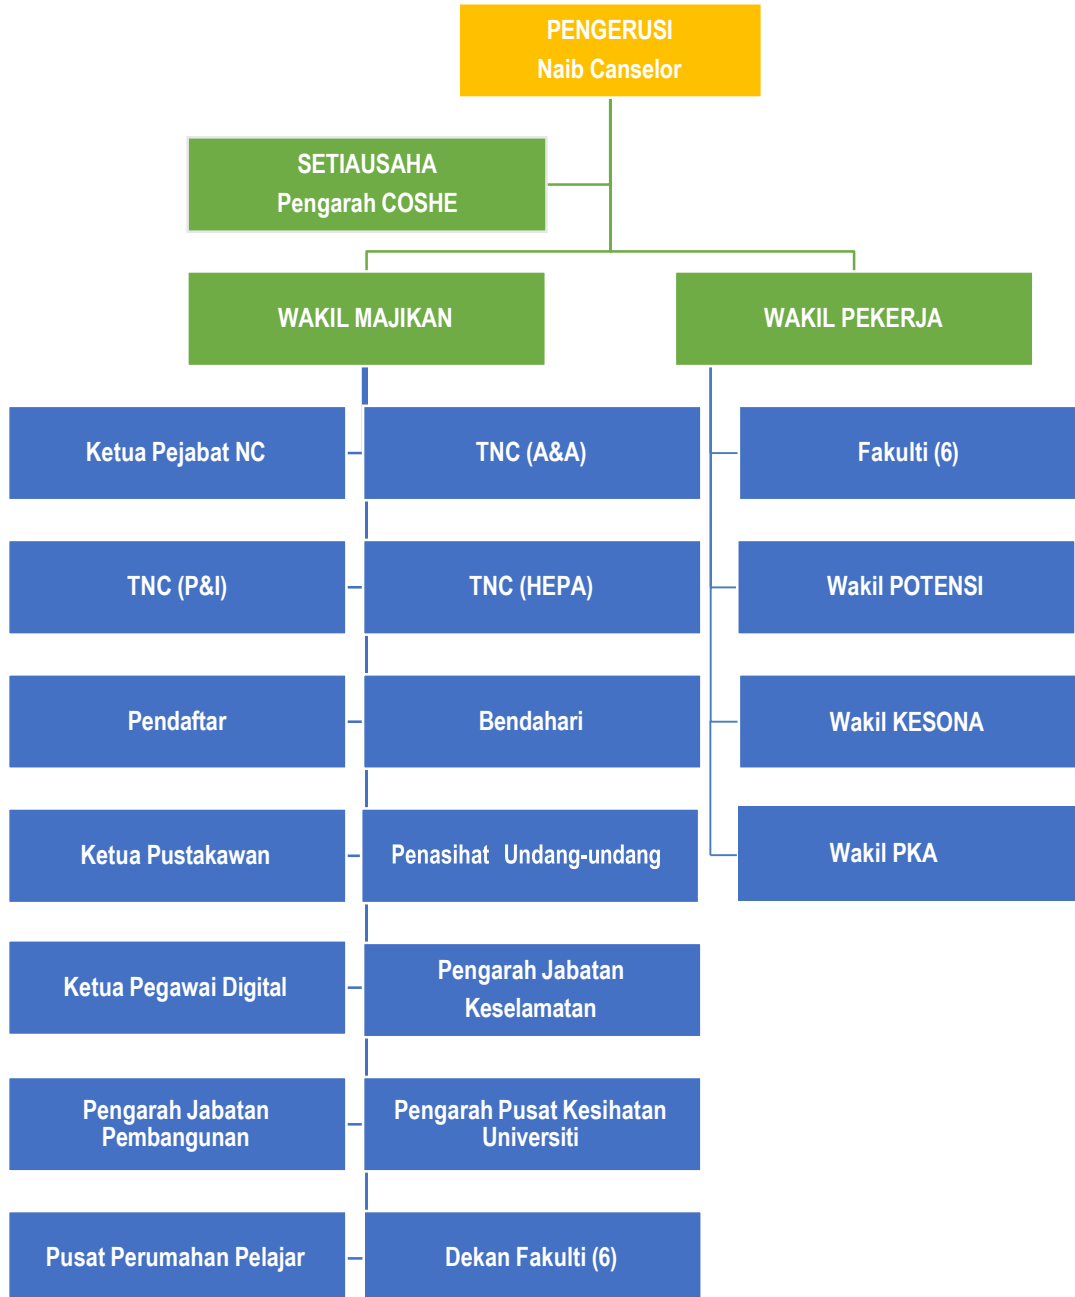 PENGERUSI
Naib Canselor
SETIAUSAHA
Pengarah COSHE
WAKIL MAJIKAN
WAKIL PEKERJA
Ketua Pejabat NC
TNC (A&A)
Fakulti (6)
TNC (P&I)
TNC (HEPA)
Wakil POTENSI
Pendaftar
Bendahari
Wakil KESONA
Ketua Pustakawan
Penasihat Undang-undang
Wakil PKA
Ketua Pegawai Digital
Pengarah Jabatan
Keselamatan
Pengarah Jabatan
Pembangunan
Pengarah Pusat Kesihatan
Universiti
Pusat Perumahan Pelajar
Dekan Fakulti (6)